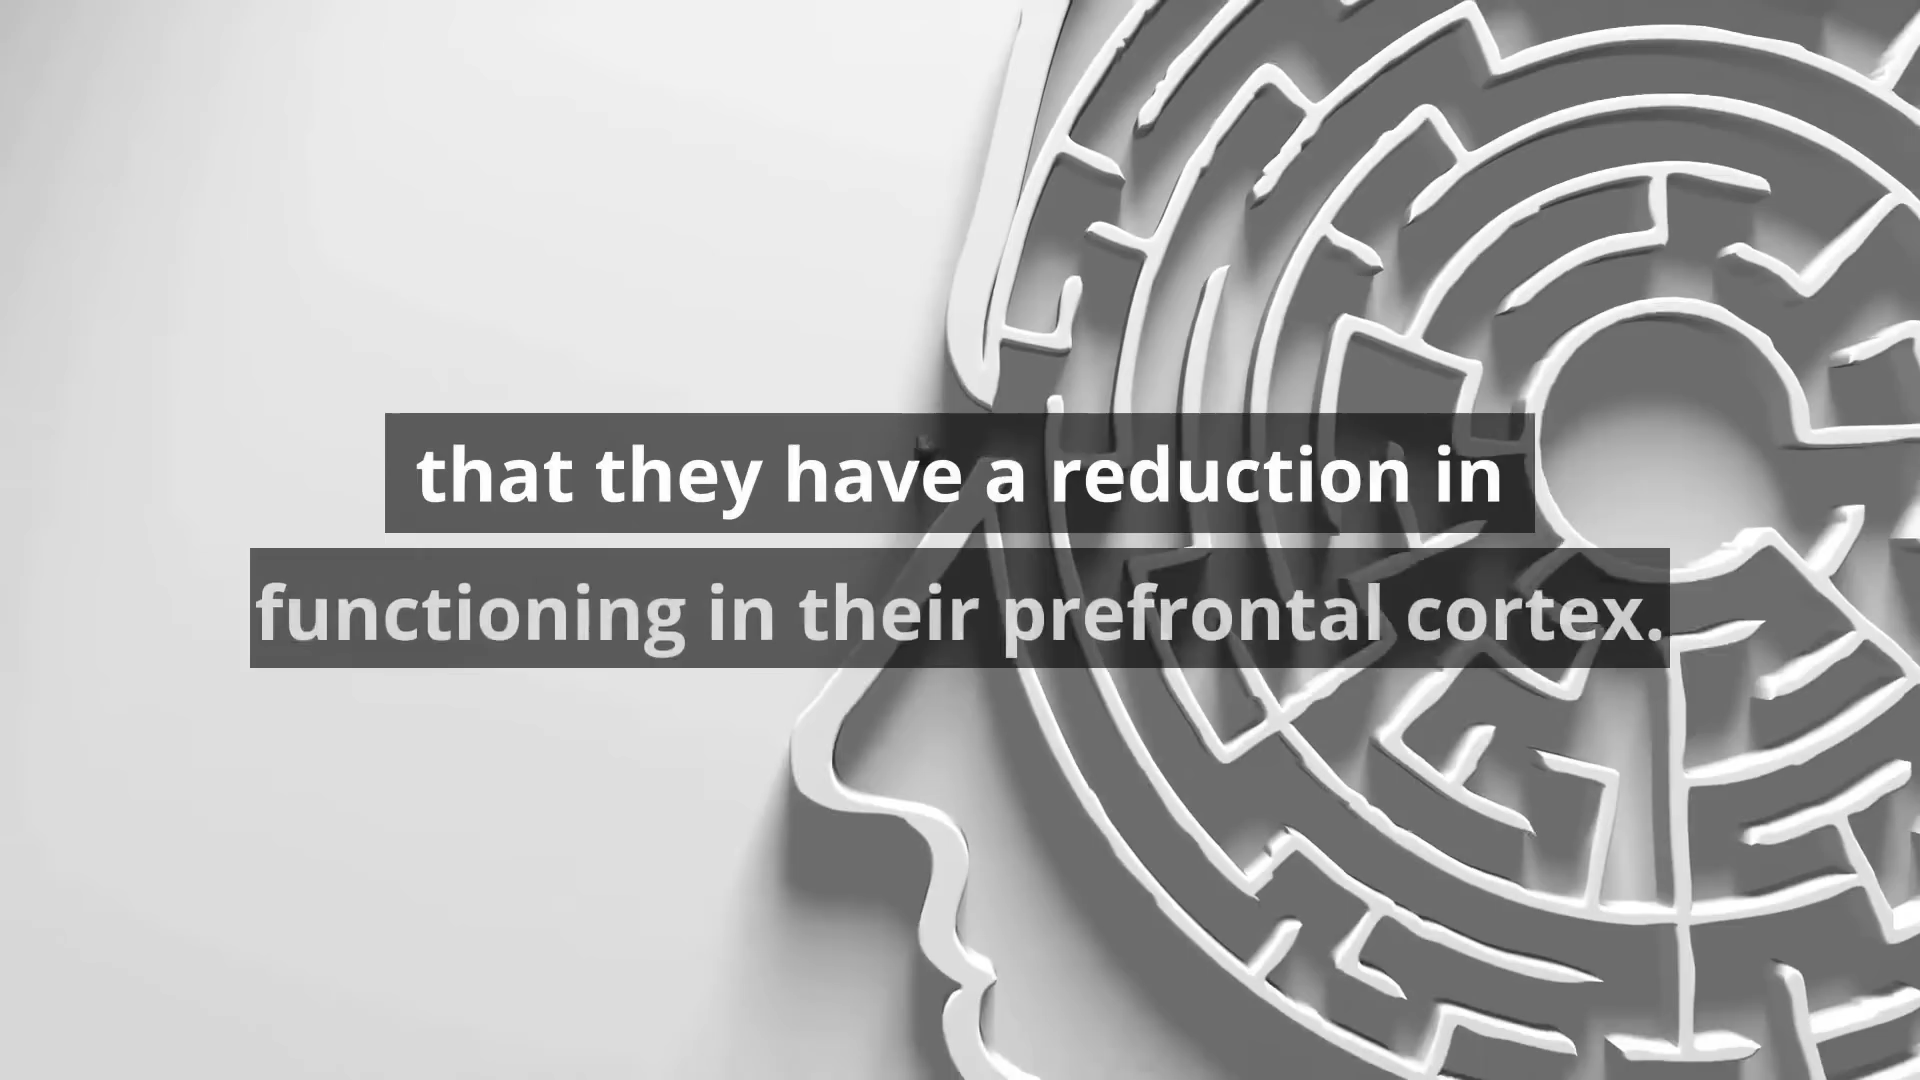 that they have a reduction in
functioning in their prefrontal cortex.